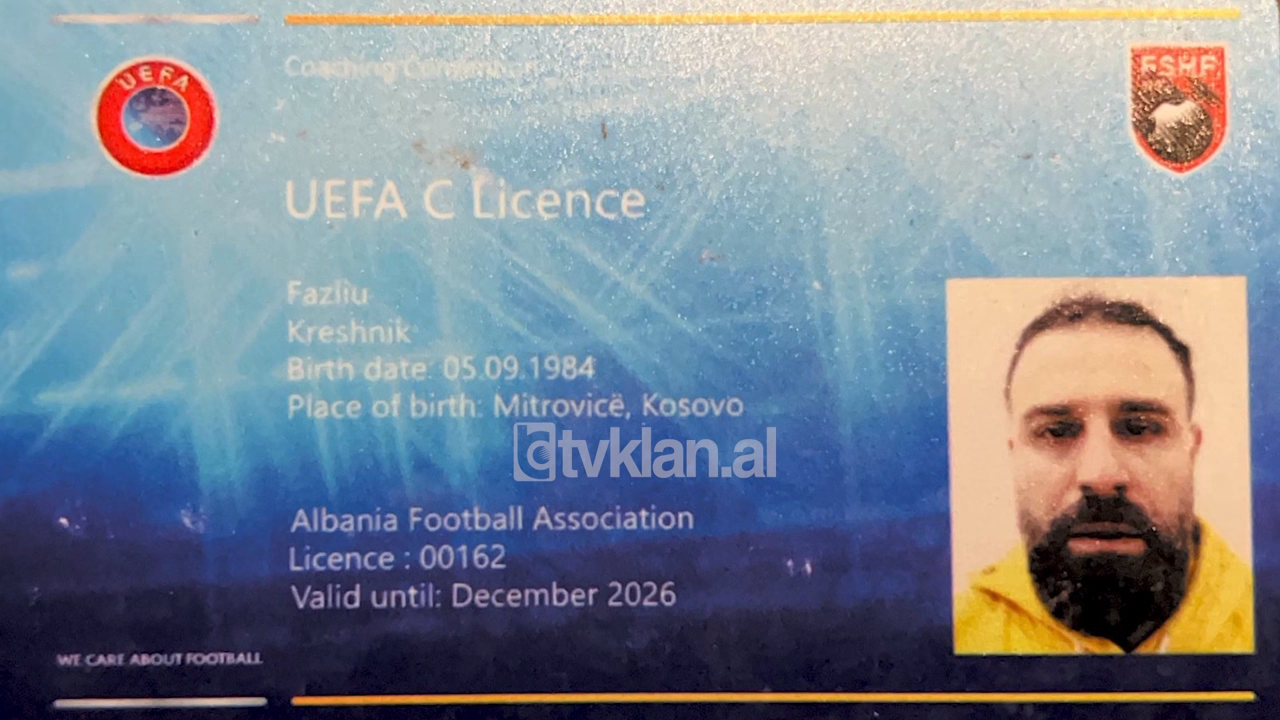 UEFA
Coaching
FSHF
UEFA C Licence
Fazliu
Kreshnik
Birth date: 05.09.1984
Place of birth: Mitrovicë, Kosovo
tvklan.al
Albania Football Association
Licence : 00162
Valid until: December 2026
WE CARE ABOUT FOOTBALL